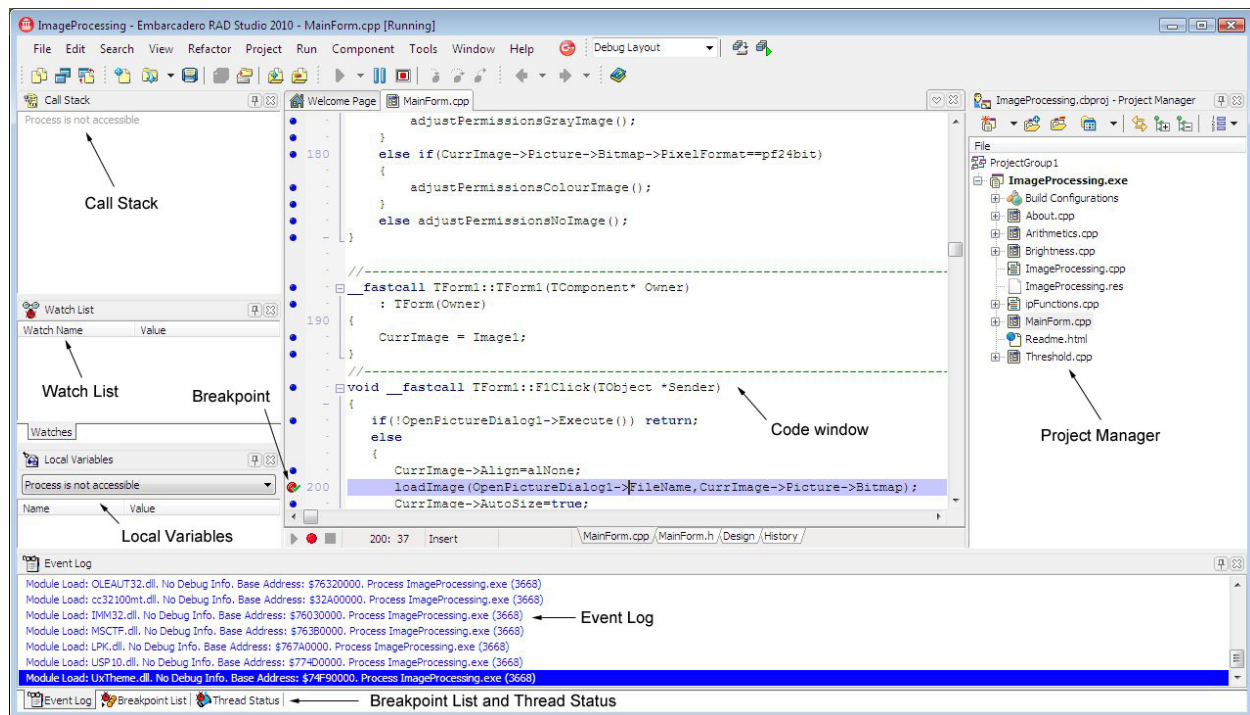 ImageProcessing - Embarcadero RAD Studio 2010 - MainForm.cpp [Running]
File Edit Search View Refactor Project Run Component Tools Window Help Debug Layout
Call Stack
Process is not accessible
Call Stack
Watch List
Watch Name Value
Watch List
Breakpoint
Watches
Local Variables
Process is not accessible
Name Value
Local Variables
Welcome Page MainForm.cpp
adjustPermissionsGrayImage();
}
180 else if(CurrImage->Picture->Bitmap->PixelFormat==pf24bit)
{
adjustPermissionsColourImage();
}
else adjustPermissionsNoImage();
}
//---------------------------------------------------------------------------
__fastcall TForm1::TForm1(TComponent* Owner)
: TForm(Owner)
190 {
CurrImage = Image1;
}
//---------------------------------------------------------------------------
void __fastcall TForm1::F1Click(TObject *Sender)
{
if(!OpenPictureDialog1->Execute()) return;
else
{
CurrImage->Align=alNone;
200 loadImage(OpenPictureDialog1->FileName,CurrImage->Picture->Bitmap);
CurrImage->AutoSize=true;
Code window
200: 37 Insert MainForm.cpp MainForm.h Design History
ImageProcessing.cbproj - Project Manager
File
ProjectGroup1
ImageProcessing.exe
Build Configurations
About.cpp
Arithmetics.cpp
Brightness.cpp
ImageProcessing.cpp
ImageProcessing.res
ipFunctions.cpp
MainForm.cpp
Readme.html
Threshold.cpp
Project Manager
Event Log
Module Load: OLEAUT32.dll. No Debug Info. Base Address: $76320000. Process ImageProcessing.exe (3668)
Module Load: cc32100mt.dll. No Debug Info. Base Address: $32A00000. Process ImageProcessing.exe (3668)
Module Load: IMM32.dll. No Debug Info. Base Address: $76030000. Process ImageProcessing.exe (3668)
Event Log
Module Load: MSCTF.dll. No Debug Info. Base Address: $763B0000. Process ImageProcessing.exe (3668)
Module Load: LPK.dll. No Debug Info. Base Address: $767A0000. Process ImageProcessing.exe (3668)
Module Load: USP10.dll. No Debug Info. Base Address: $774D0000. Process ImageProcessing.exe (3668)
Module Load: UxTheme.dll. No Debug Info. Base Address: $74F90000. Process ImageProcessing.exe (3668)
Event Log Breakpoint List Thread Status
Breakpoint List and Thread Status